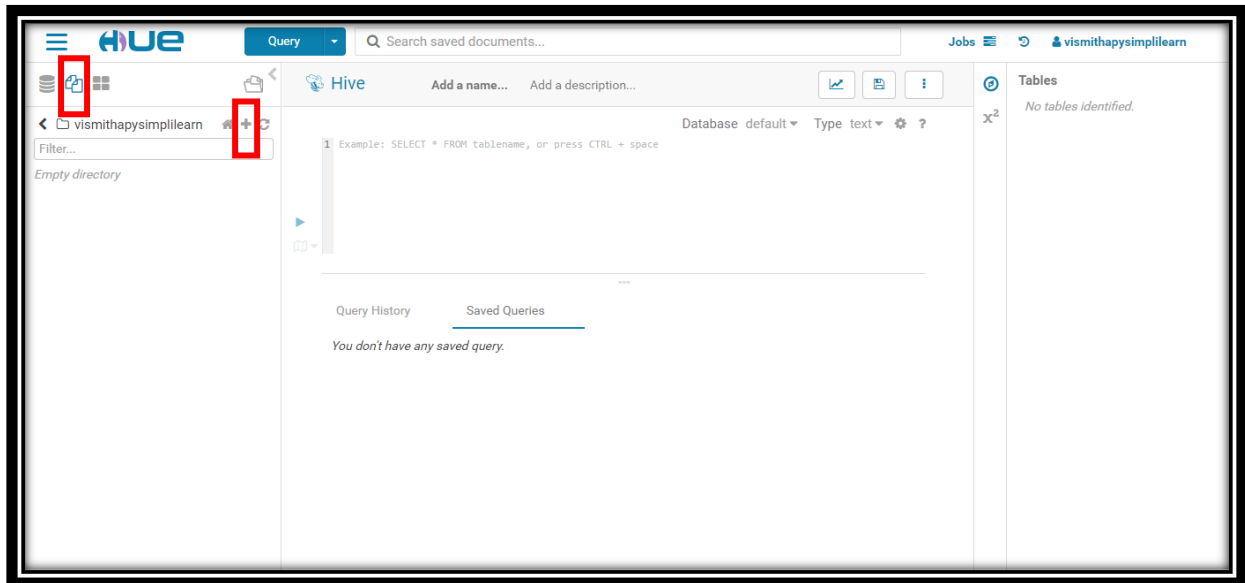 HUE
Query
Search saved documents...
Jobs
vismithapysimplilearn
Hive
Add a name...
Add a description...
Tables
No tables identified.
x²
vismithapysimplilearn
Filter...
Empty directory
Database default
Type text
?
1
Example: SELECT * FROM tablename, or press CTRL + space
Query History
Saved Queries
You don't have any saved query.